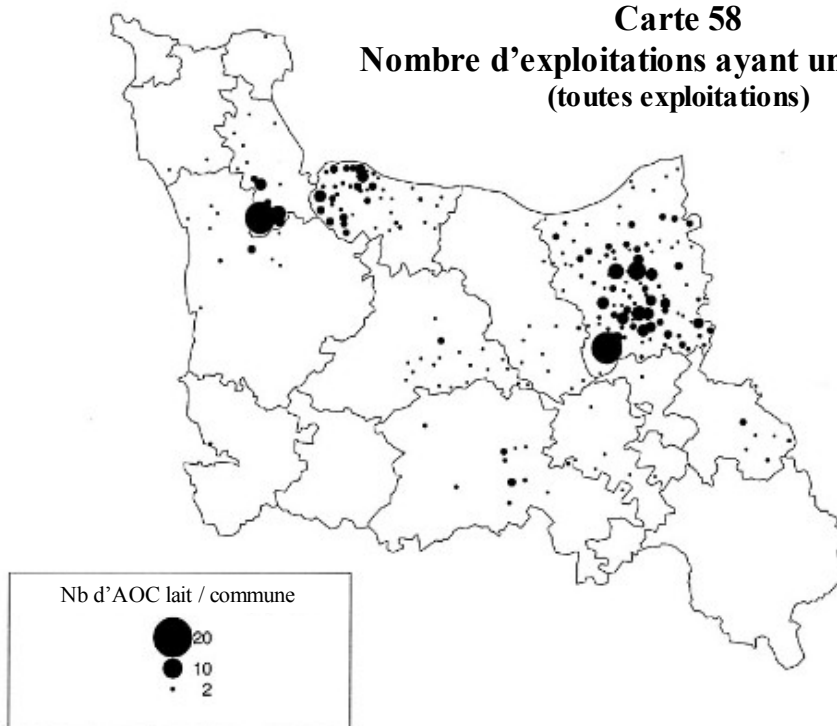 Carte 58
Nombre d'exploitations ayant un
(toutes exploitations)
Nb d'AOC lait / commune
20
10
2